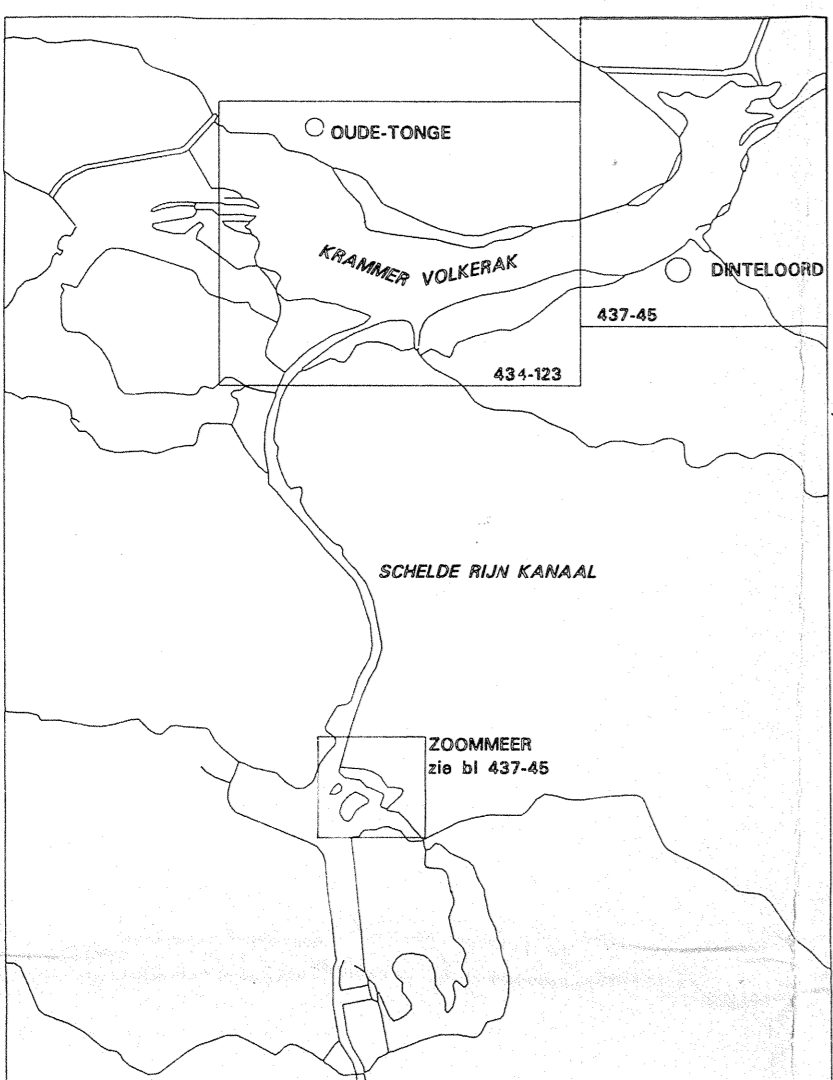 OUDE-TONGE
KRAMMER VOLKERAK
DINTELOORD
437-45
434-123
SCHELDE RIJN KANAAL
ZOOMMEER
zie bl 437-45